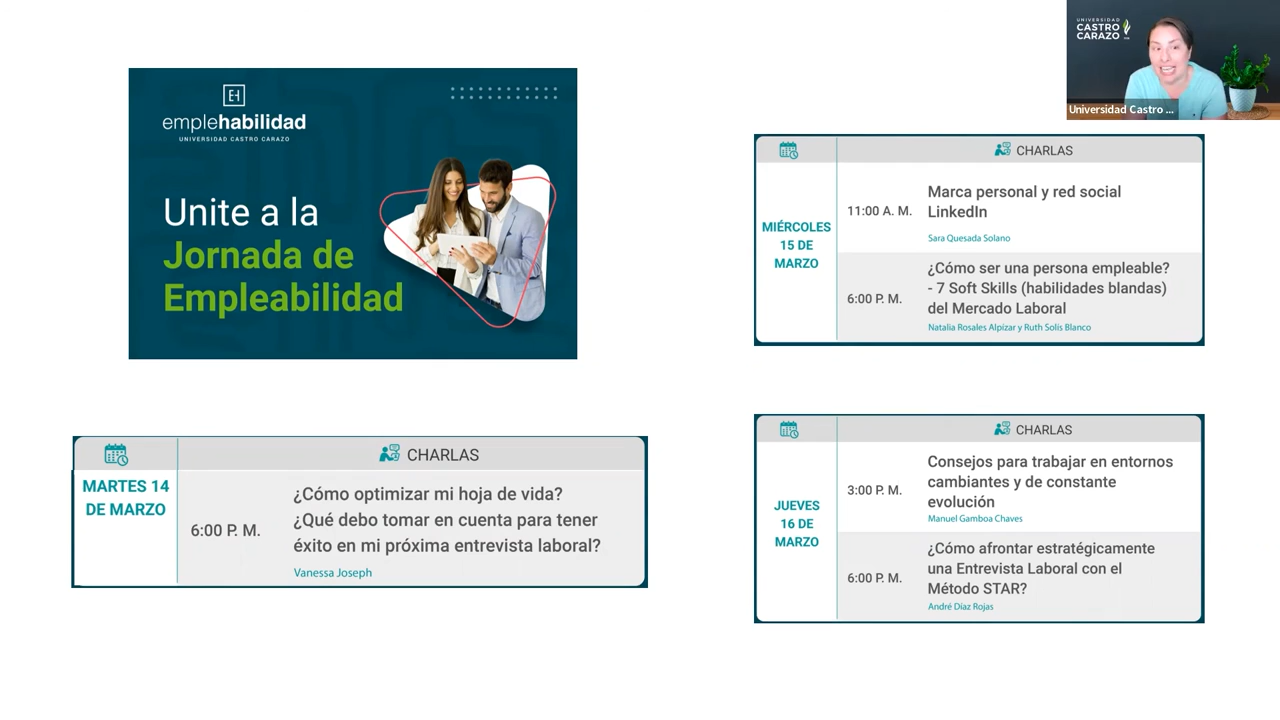 EH
emplehabilidad
UNIVERSIDAD CASTRO CARAZO
Unite a la
Jornada de
Empleabilidad
CHARLAS
MARTES 14
DE MARZO
6:00 P. M.
¿Cómo optimizar mi hoja de vida?
¿Qué debo tomar en cuenta para tener
éxito en mi próxima entrevista laboral?
Vanessa Joseph
UNIVERSIDAD
CASTRO
CARAZO
Universidad Castro ...
CHARLAS
MIÉRCOLES
15 DE
MARZO
11:00 A. M.
Marca personal y red social
LinkedIn
Sara Quesada Solano
6:00 P. M.
¿Cómo ser una persona empleable?
- 7 Soft Skills (habilidades blandas)
del Mercado Laboral
Natalia Rosales Alpízar y Ruth Solís Blanco
CHARLAS
JUEVES
16 DE
MARZO
3:00 P. M.
Consejos para trabajar en entornos
cambiantes y de constante
evolución
Manuel Gamboa Chaves
6:00 P. M.
¿Cómo afrontar estratégicamente
una Entrevista Laboral con el
Método STAR?
André Díaz Rojas